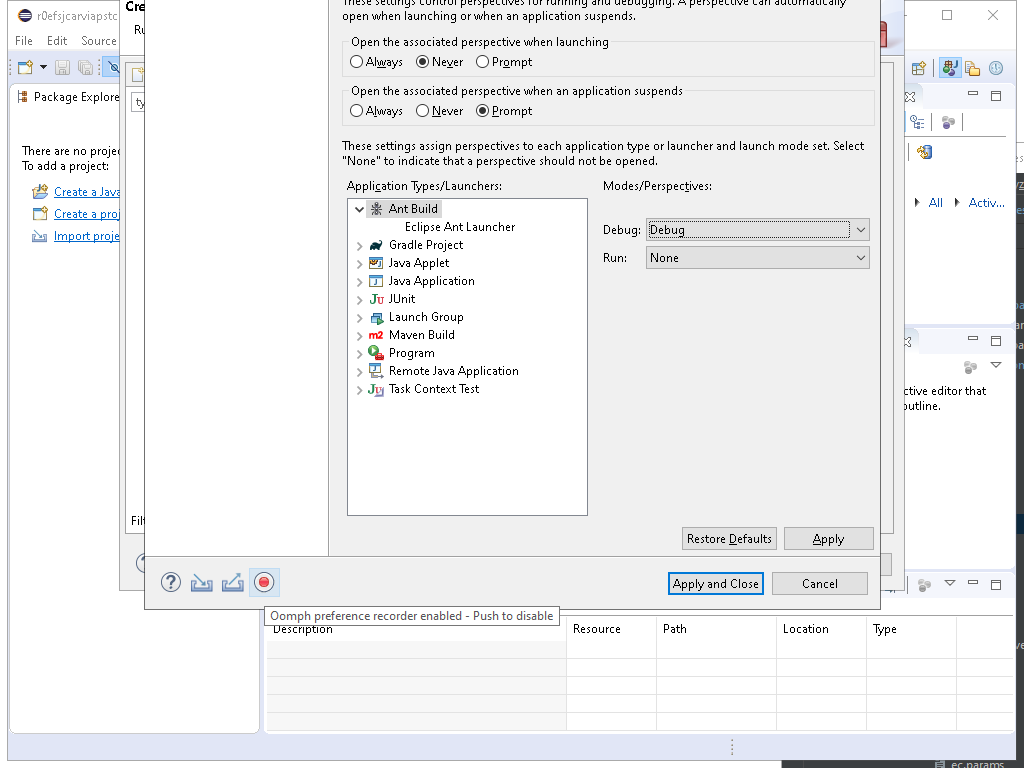 r0efsjcarviapstc
File Edit Source
Package Explore
There are no proje
To add a project:
Create a Java
Create a proj
Import proje
Cre
Ru
ty
Filt
These settings control perspectives for running and debugging. A perspective can automatically
open when launching or when an application suspends.
Open the associated perspective when launching
Always Never Prompt
Open the associated perspective when an application suspends
Always Never Prompt
These settings assign perspectives to each application type or launcher and launch mode set. Select
"None" to indicate that a perspective should not be opened.
Application Types/Launchers:
Modes/Perspectives:
Ant Build
Eclipse Ant Launcher
Gradle Project
Java Applet
Java Application
JUnit
Launch Group
m2 Maven Build
Program
Remote Java Application
Task Context Test
Debug: Debug
Run: None
Restore Defaults Apply
Apply and Close Cancel
Oomph preference recorder enabled - Push to disable
All Activ...
ctive editor that
outline.
Description Resource Path Location Type
ec.params